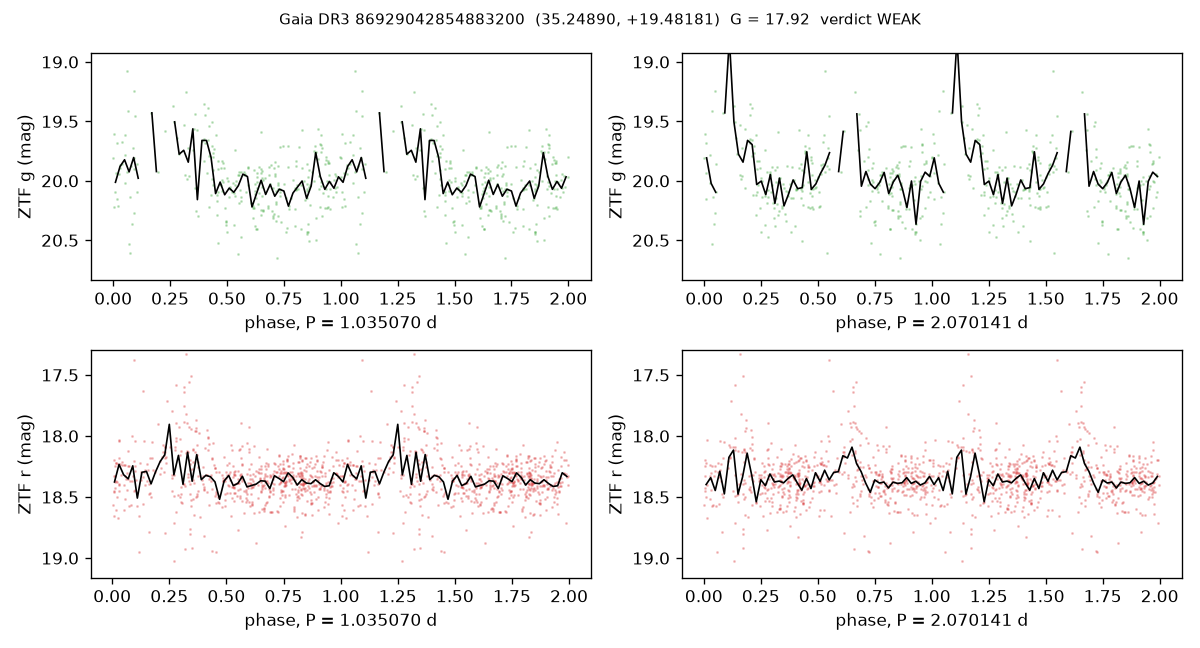 Gaia DR3 86929042854883200 (35.24890, +19.48181) G = 17.92 verdict WEAK
ZTF g (mag)
19.0
19.5
20.0
20.5
0.00 0.25 0.50 0.75 1.00 1.25 1.50 1.75 2.00
phase, P = 1.035070 d
ZTF g (mag)
19.0
19.5
20.0
20.5
0.00 0.25 0.50 0.75 1.00 1.25 1.50 1.75 2.00
phase, P = 2.070141 d
ZTF r (mag)
17.5
18.0
18.5
19.0
0.00 0.25 0.50 0.75 1.00 1.25 1.50 1.75 2.00
phase, P = 1.035070 d
ZTF r (mag)
17.5
18.0
18.5
19.0
0.00 0.25 0.50 0.75 1.00 1.25 1.50 1.75 2.00
phase, P = 2.070141 d